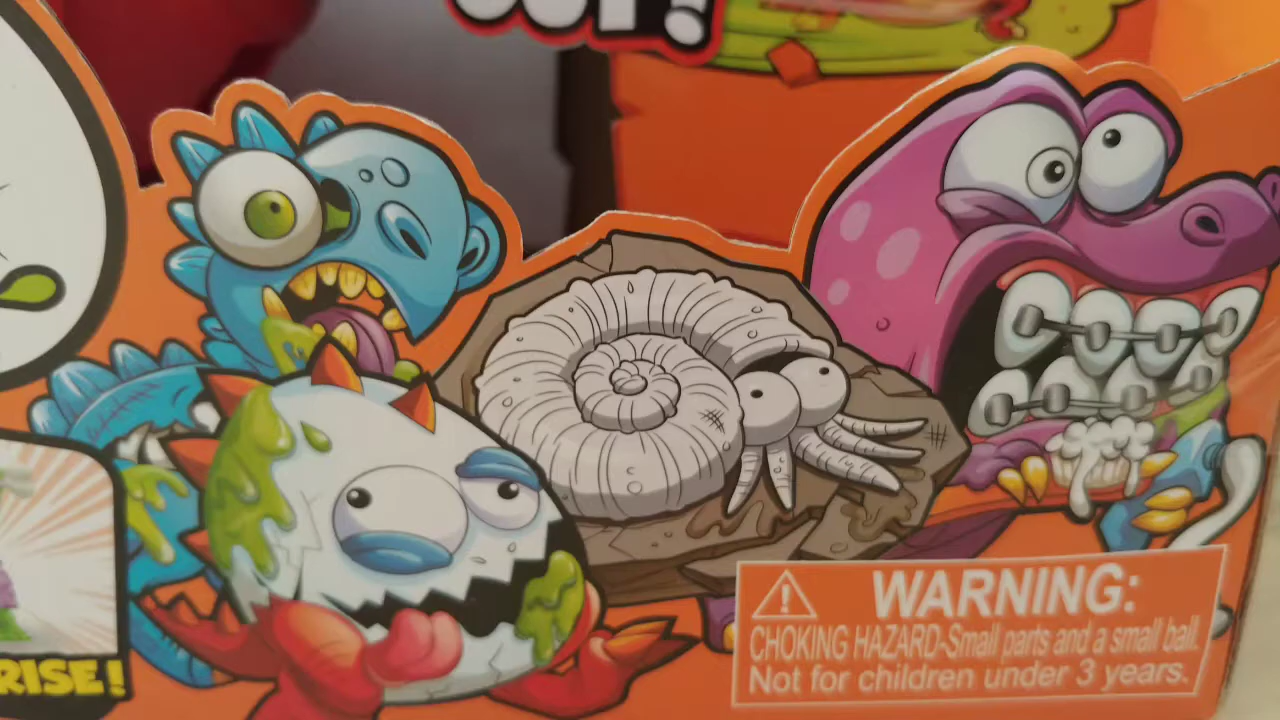 WARNING:
CHOKING HAZARD-Small parts and a small ball.
Not for children under 3 years.